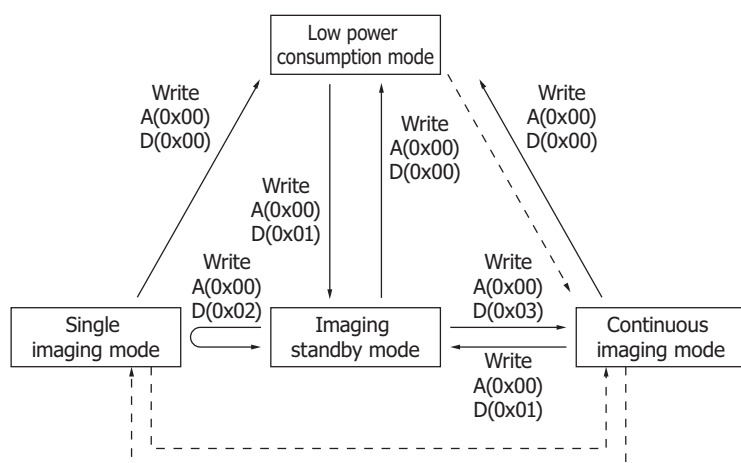 Low power
consumption mode
Write
A(0x00)
D(0x00)
Write
A(0x00)
D(0x00)
Write
A(0x00)
D(0x00)
Write
A(0x00)
D(0x01)
Write
A(0x00)
D(0x02)
Write
A(0x00)
D(0x03)
Single
imaging mode
Imaging
standby mode
Continuous
imaging mode
Write
A(0x00)
D(0x01)